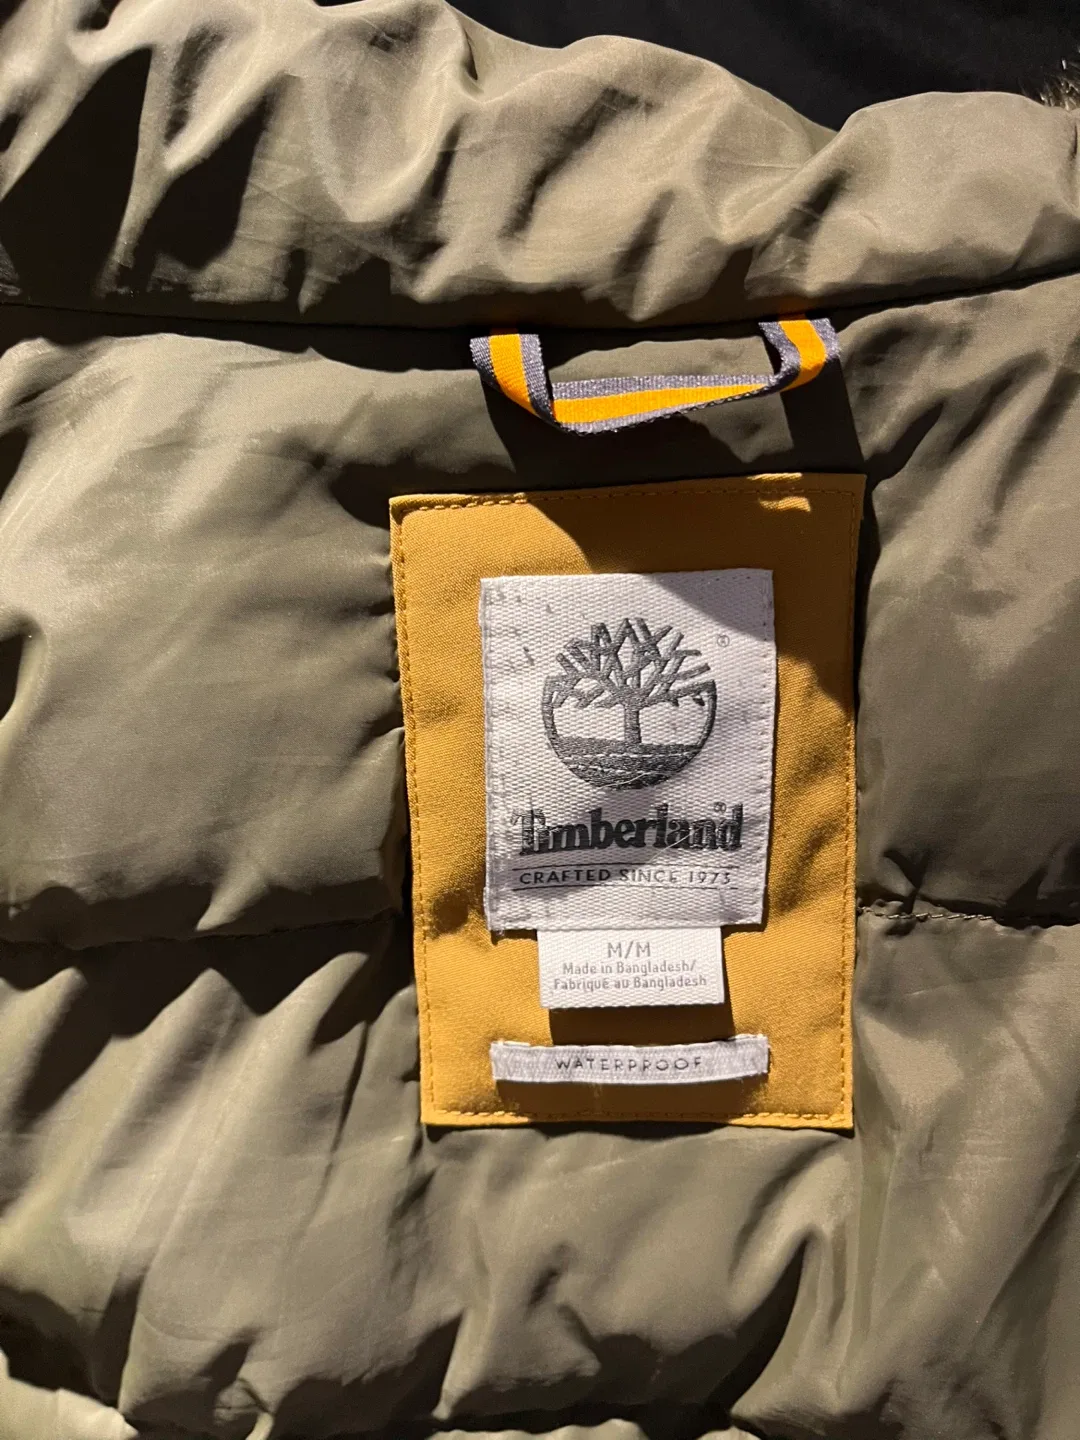 ®
Timberland®
CRAFTED SINCE 1973
M/M
Made in Bangladesh/
Fabriqué au Bangladesh
WATERPROOF